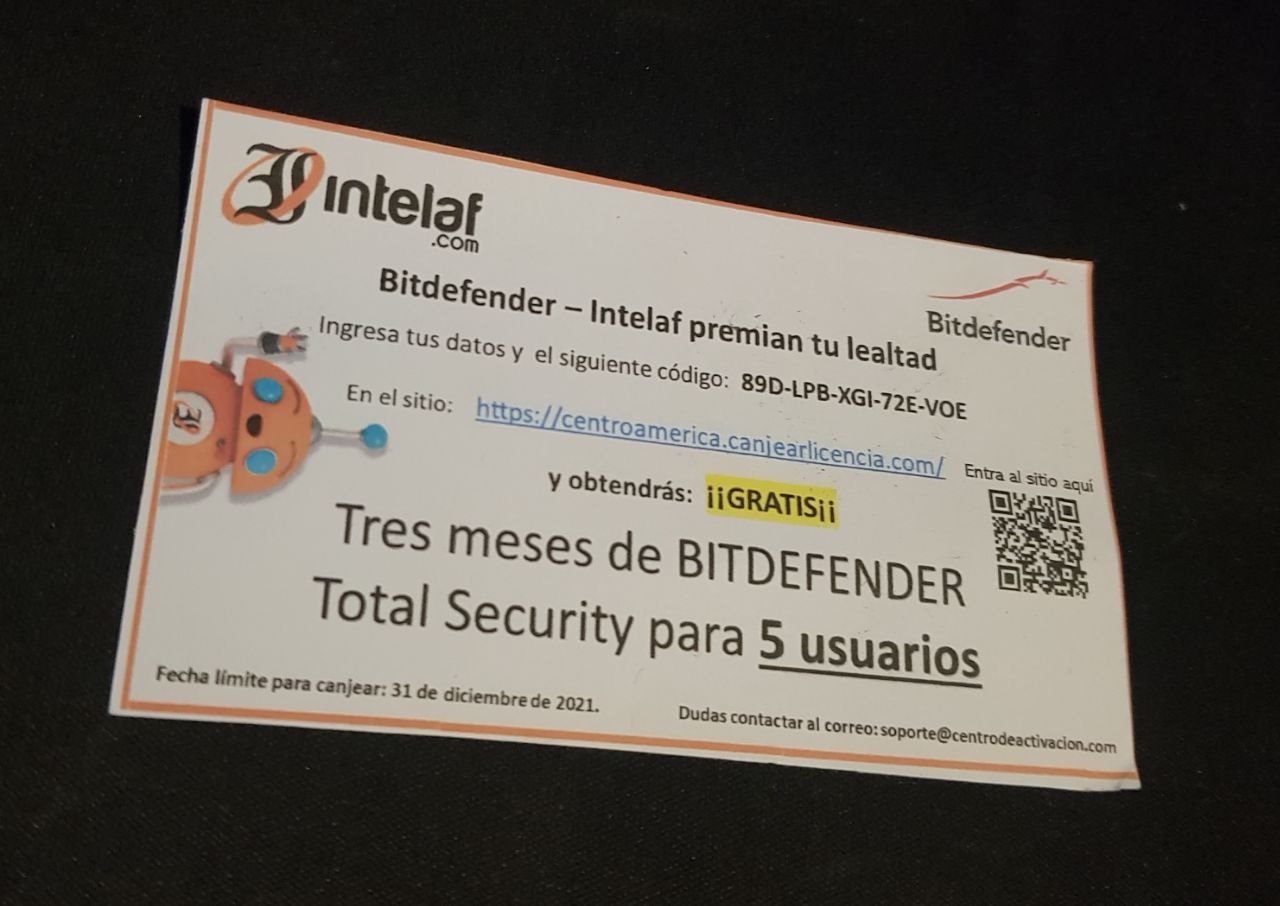 intelaf
.com
Bitdefender
Bitdefender – Intelaf premian tu lealtad
Ingresa tus datos y el siguiente código: 89D-LPB-XGI-72E-VOE
En el sitio: https://centroamerica.canjearlicencia.com/
Entra al sitio aquí
y obtendrás: ¡¡GRATIS¡¡
Tres meses de BITDEFENDER
Total Security para 5 usuarios
Fecha límite para canjear: 31 de diciembre de 2021.
Dudas contactar al correo: soporte@centrodeactivacion.com